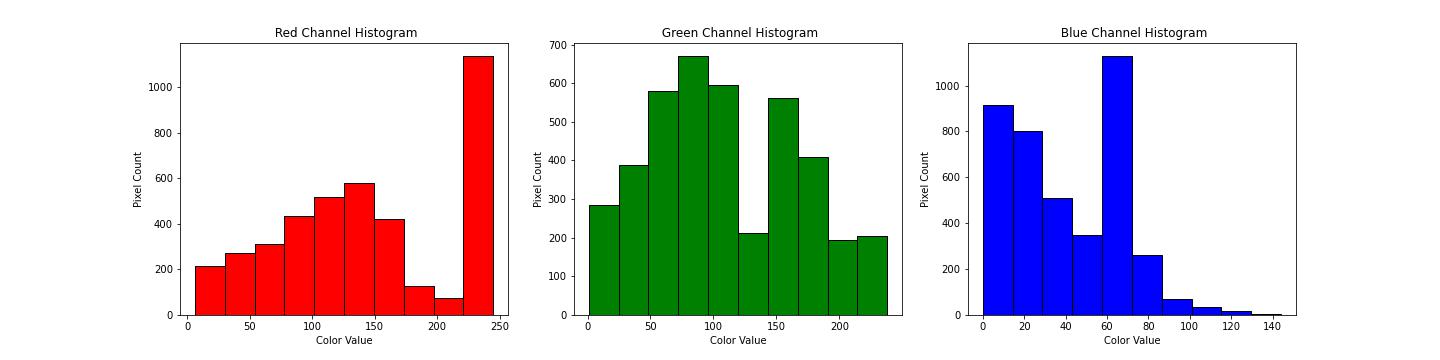 Red Channel Histogram
1000
800
600
400
200
0
Pixel Count
0 50 100 150 200 250
Color Value
Green Channel Histogram
700
600
500
400
300
200
100
0
Pixel Count
0 50 100 150 200
Color Value
Blue Channel Histogram
1000
800
600
400
200
0
Pixel Count
0 20 40 60 80 100 120 140
Color Value